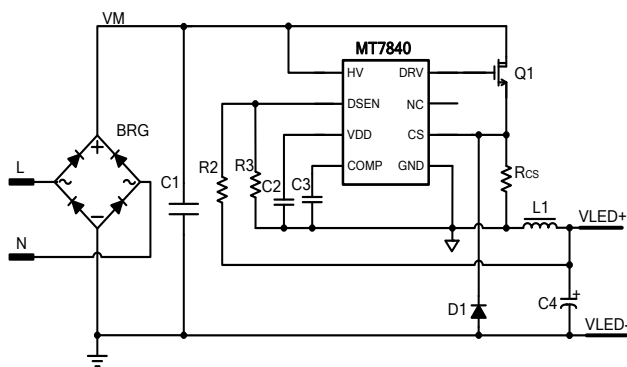 VM
MT7840
HV
DRV
Q1
DSEN
NC
BRG
VDD
CS
L
R2
R3
C1
C2
C3
COMP
GND
RCS
L1
VLED+
N
D1
C4
+
VLED-